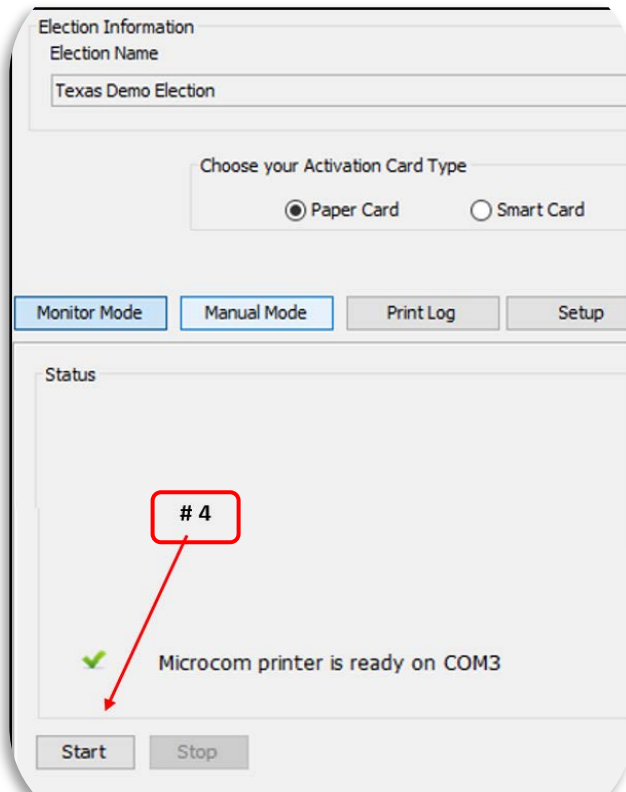 Election Information
Election Name
Texas Demo Election
Choose your Activation Card Type
Paper Card Smart Card
Monitor Mode Manual Mode Print Log Setup
Status
# 4
Microcom printer is ready on COM3
Start Stop